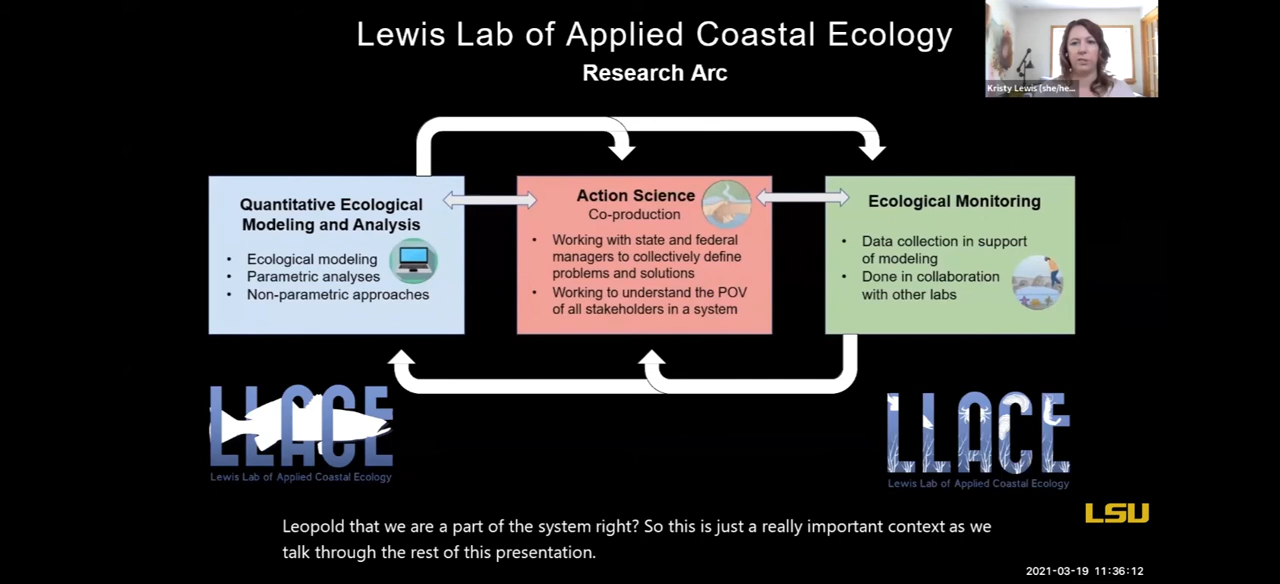 Lewis Lab of Applied Coastal Ecology
Research Arc
Kristy Lewis (she/he...
Quantitative Ecological
Modeling and Analysis
• Ecological modeling
• Parametric analyses
• Non-parametric approaches
Action Science
Co-production
• Working with state and federal
managers to collectively define
problems and solutions
• Working to understand the POV
of all stakeholders in a system
Ecological Monitoring
• Data collection in support
of modeling
• Done in collaboration
with other labs
LLACE
Lewis Lab of Applied Coastal Ecology
LLACE
Lewis Lab of Applied Coastal Ecology
LSU
Leopold that we are a part of the system right? So this is just a really important context as we
talk through the rest of this presentation.
2021-03-19 11:36:12